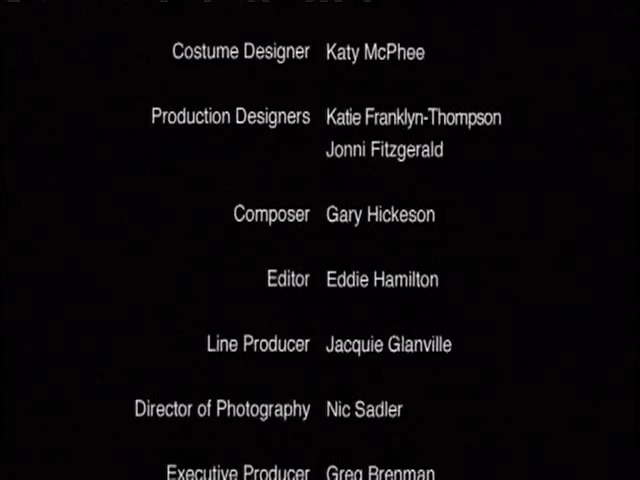 Costume Designer Katy McPhee
Production Designers Katie Franklyn-Thompson
Jonni Fitzgerald
Composer Gary Hickeson
Editor Eddie Hamilton
Line Producer Jacquie Glanville
Director of Photography Nic Sadler
Executive Producer Greg Brenman